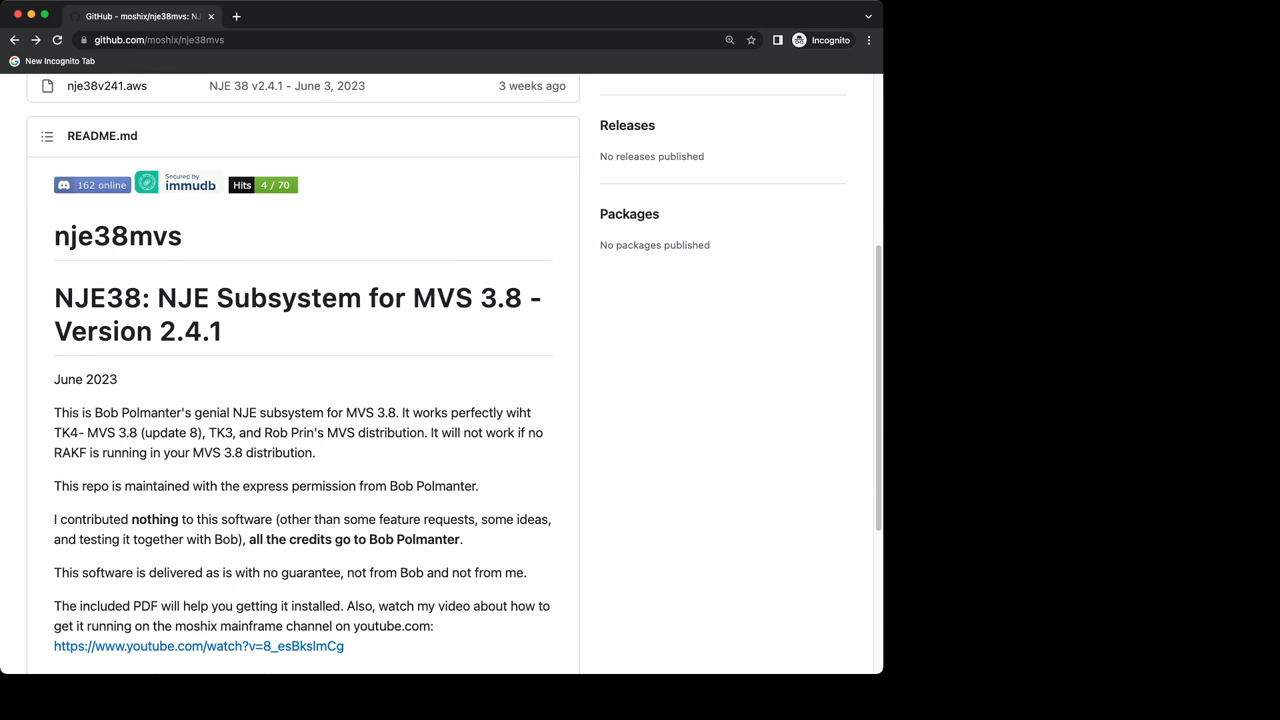 GitHub - moshix/nje38mvs: NJ
github.com/moshix/nje38mvs
Incognito
New Incognito Tab
nje38v241.aws NJE 38 v2.4.1 - June 3, 2023 3 weeks ago
README.md
162 online Secured by immudb Hits 4 / 70
nje38mvs
NJE38: NJE Subsystem for MVS 3.8 -
Version 2.4.1
June 2023
This is Bob Polmanter's genial NJE subsystem for MVS 3.8. It works perfectly wiht
TK4- MVS 3.8 (update 8), TK3, and Rob Prin's MVS distribution. It will not work if no
RAKF is running in your MVS 3.8 distribution.
This repo is maintained with the express permission from Bob Polmanter.
I contributed nothing to this software (other than some feature requests, some ideas,
and testing it together with Bob), all the credits go to Bob Polmanter.
This software is delivered as is with no guarantee, not from Bob and not from me.
The included PDF will help you getting it installed. Also, watch my video about how to
get it running on the moshix mainframe channel on youtube.com:
https://www.youtube.com/watch?v=8_esBkslmCg
Releases
No releases published
Packages
No packages published